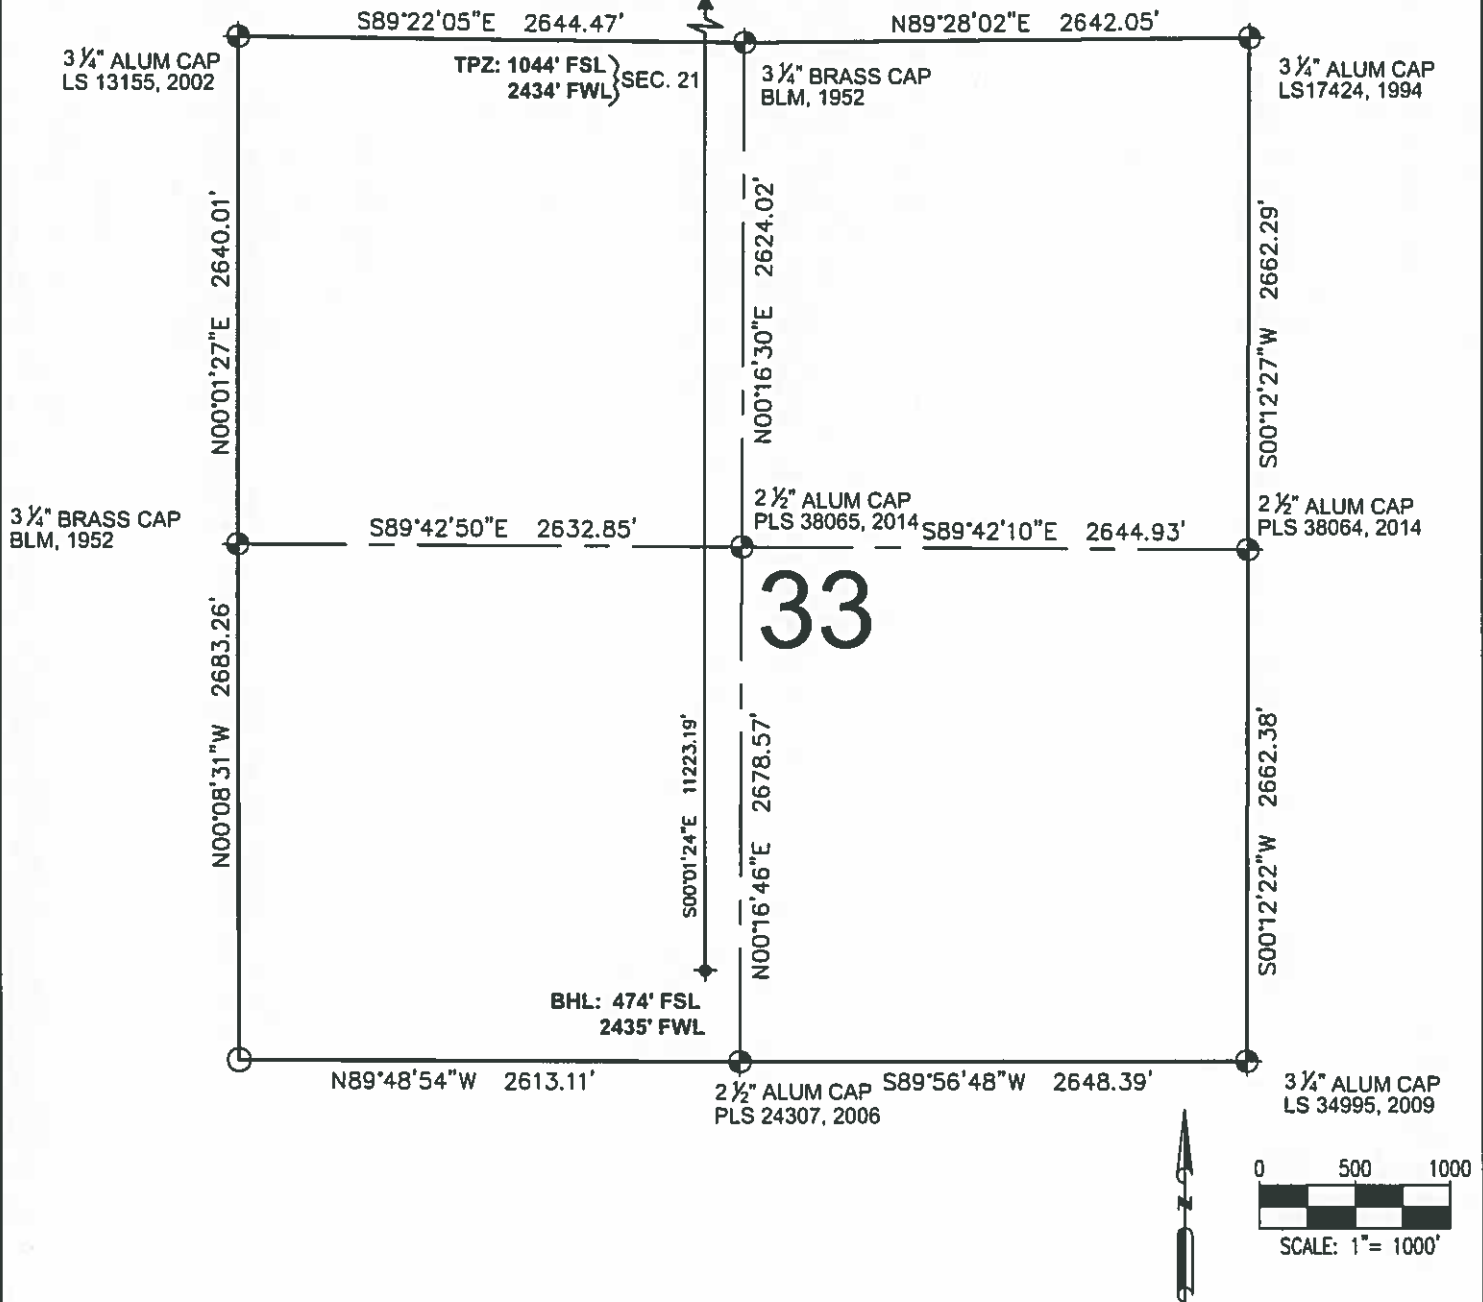 S89°22'05"E 2644.47'
N89°28'02"E 2642.05'
3 ¼" ALUM CAP
LS 13155, 2002
TPZ: 1044' FSL
2434' FWL
SEC. 21
3 ¼" BRASS CAP
BLM, 1952
3 ¼" ALUM CAP
LS17424, 1994
N00°01'27"E 2640.01'
N00°16'30"E 2624.02'
S00°12'27"W 2662.29'
3 ¼" BRASS CAP
BLM, 1952
S89°42'50"E 2632.85'
2 ½" ALUM CAP
PLS 38065, 2014
S89°42'10"E 2644.93'
2 ½" ALUM CAP
PLS 38064, 2014
33
N00°08'31"W 2683.26'
S00°01'24"E 11223.19'
N00°16'46"E 2678.57'
S00°12'22"W 2662.38'
BHL: 474' FSL
2435' FWL
N89°48'54"W 2613.11'
2 ½" ALUM CAP
PLS 24307, 2006
S89°56'48"W 2648.39'
3 ¼" ALUM CAP
LS 34995, 2009
N
0 500 1000
SCALE: 1"= 1000'